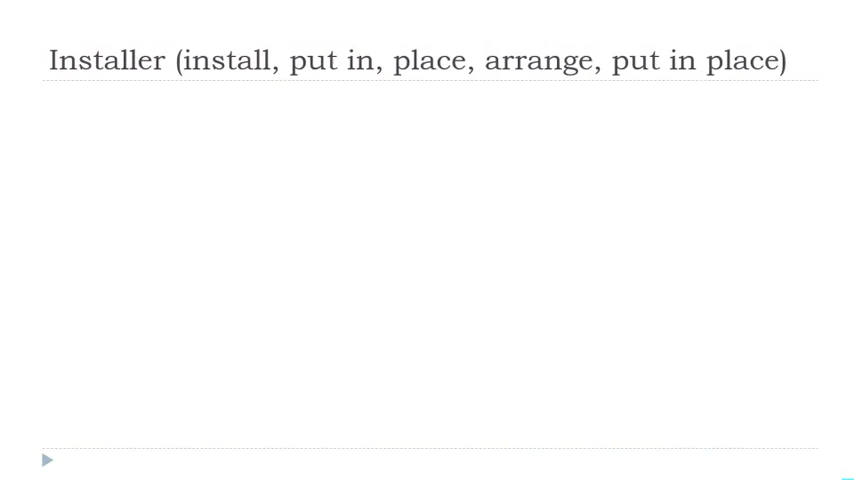 Installer (install, put in, place, arrange, put in place)